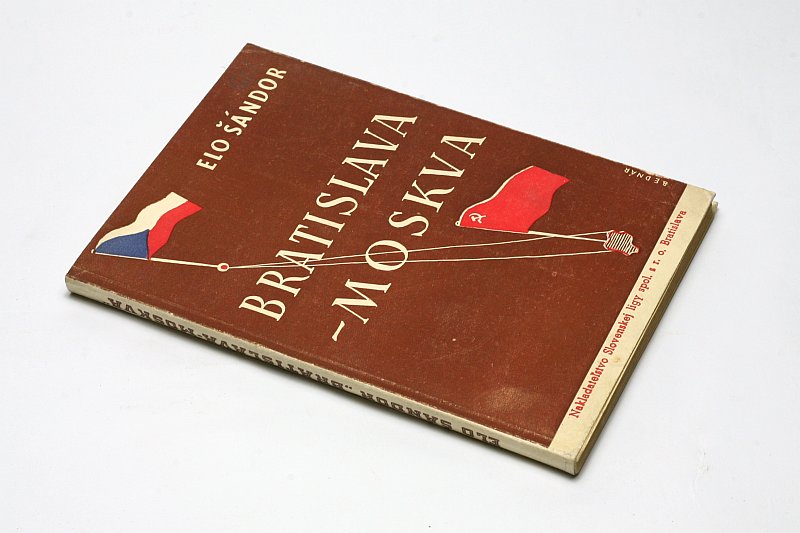 ELO ŠÁNDOR
BRATISLAVA
-MOSKVA
BEDNÁR
Nakladateľstvo Slovenskej ligy spol. s r. o. Bratislava
ELO ŠÁNDOR: BRATISLAVA-MOSKVA